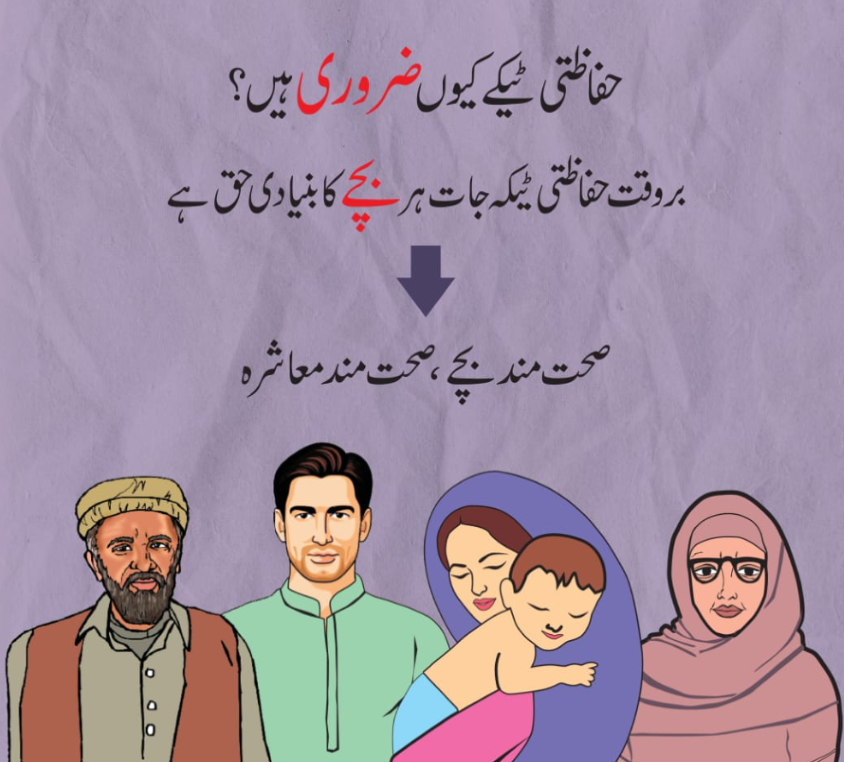 حفاظتی ٹیکے کیوں ضروری ہیں؟
بروقت حفاظتی ٹیکہ جات ہر بچے کا بنیادی حق ہے
صحت مند بچے، صحت مند معاشرہ